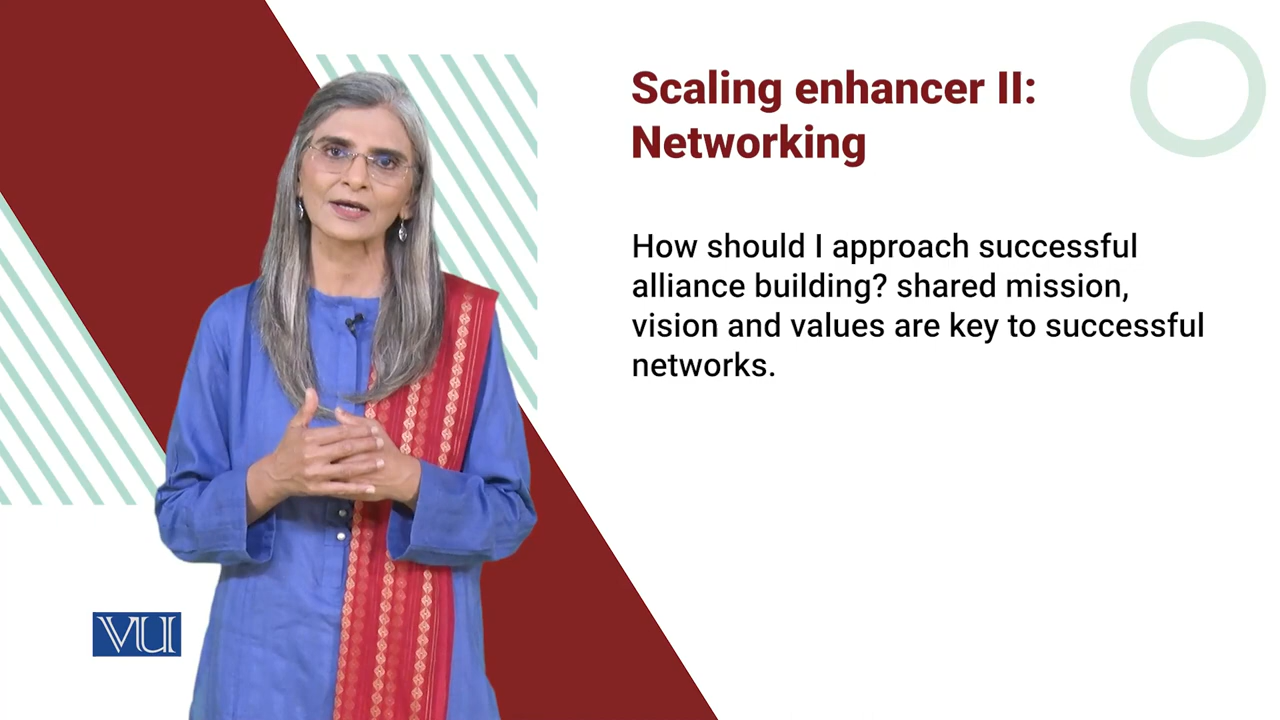 Scaling enhancer II:
Networking
How should I approach successful
alliance building? shared mission,
vision and values are key to successful
networks.
VU